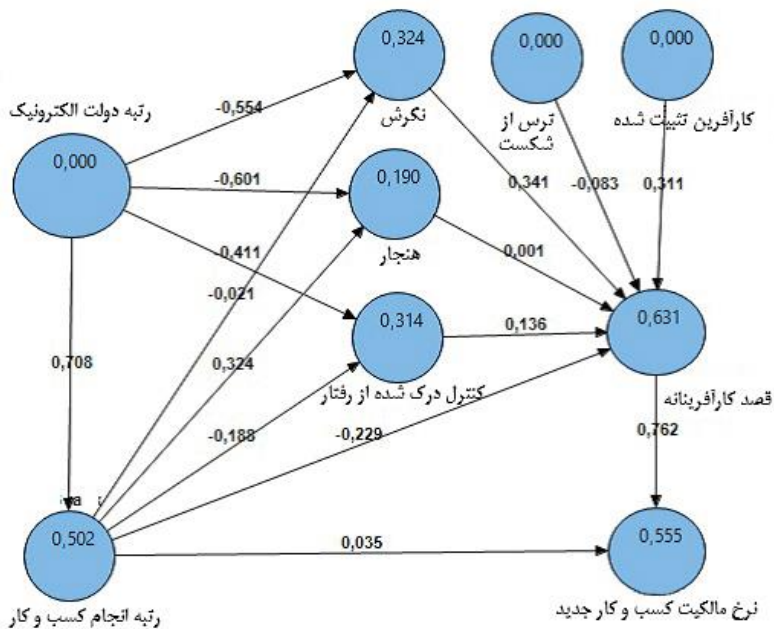 0,324
0,000
0,000
نگرش
ترس از
شکست
کارآفرین تثبیت شده
رتبه دولت الکترونیک
-0,554
0,000
-0,601
0,190
0,341
-0,083
0,311
هنجار
-0,411
0,001
-0,021
0,314
0,136
0,631
0,708
0,324
کنترل درک شده از رفتار
قصد کارآفرینانه
-0,188
-0,229
0,762
0,502
0,035
0,555
رتبه انجام کسب و کار
نرخ مالکیت کسب و کار جدید